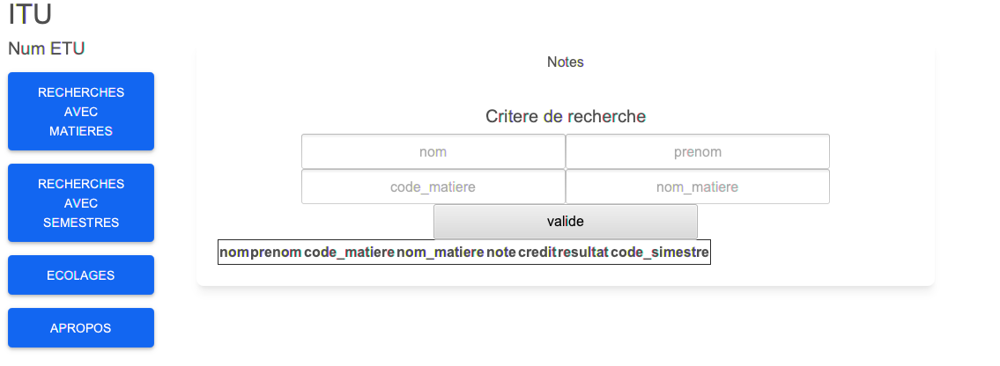 ITU
Num ETU
RECHERCHES
AVEC
MATIERES
RECHERCHES
AVEC
SEMESTRES
ECOLAGES
APROPOS
Notes
Critere de recherche
nom prenom
code_matiere nom_matiere
valide
nom prenom code_matiere nom_matiere note credit resultat code_simestre